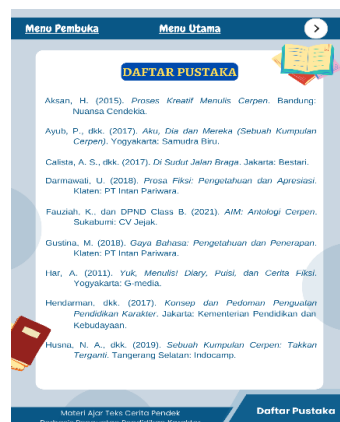 Menu Pembuka
Menu Utama
DAFTAR PUSTAKA
Aksan, H. (2015). Proses Kreatif Menulis Cerpen. Bandung:
Nuansa Cendekia.
Ayub, P., dkk. (2017). Aku, Dia dan Mereka (Sebuah Kumpulan
Cerpen). Yogyakarta: Samudra Biru.
Calista, A. S., dkk. (2017). Di Sudut Jalan Braga. Jakarta: Bestari.
Darmawati, U. (2018). Prosa Fiksi: Pengetahuan dan Apresiasi.
Klaten: PT Intan Pariwara.
Fauziah, K., dan DPND Class B. (2021). AIM: Antologi Cerpen.
Sukabumi: CV Jejak.
Gustina, M. (2018). Gaya Bahasa: Pengetahuan dan Penerapan.
Klaten: PT Intan Pariwara.
Har, A. (2011). Yuk, Menulis! Diary, Puisi, dan Cerita Fiksi.
Yogyakarta: G-media.
Hendarman, dkk. (2017). Konsep dan Pedoman Penguatan
Pendidikan Karakter. Jakarta: Kementerian Pendidikan dan
Kebudayaan.
Husna, N. A., dkk. (2019). Sebuah Kumpulan Cerpen: Takkan
Terganti. Tangerang Selatan: Indocamp.
Materi Ajar Teks Cerita Pendek
Daftar Pustaka